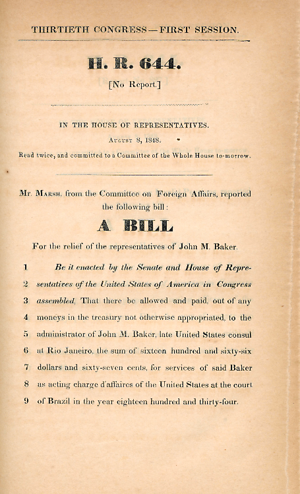 THIRTIETH CONGRESS—FIRST SESSION.
H. R. 644.
[No Report.]
IN THE HOUSE OF REPRESENTATIVES.
August 8, 1848.
Read twice, and committed to a Committee of the Whole House to-morrow.
Mr. Marsh, from the Committee on Foreign Affairs, reported
the following bill:
A BILL
For the relief of the representatives of John M. Baker.
1 Be it enacted by the Senate and House of Repre-
2 sentatives of the United States of America in Congress
3 assembled, That there be allowed and paid, out of any
4 moneys in the treasury not otherwise appropriated, to the
5 administrator of John M. Baker, late United States consul
6 at Rio Janeiro, the sum of sixteen hundred and sixty-six
7 dollars and sixty-seven cents, for services of said Baker
8 as acting charge d'affaires of the United States at the court
9 of Brazil in the year eighteen hundred and thirty-four.